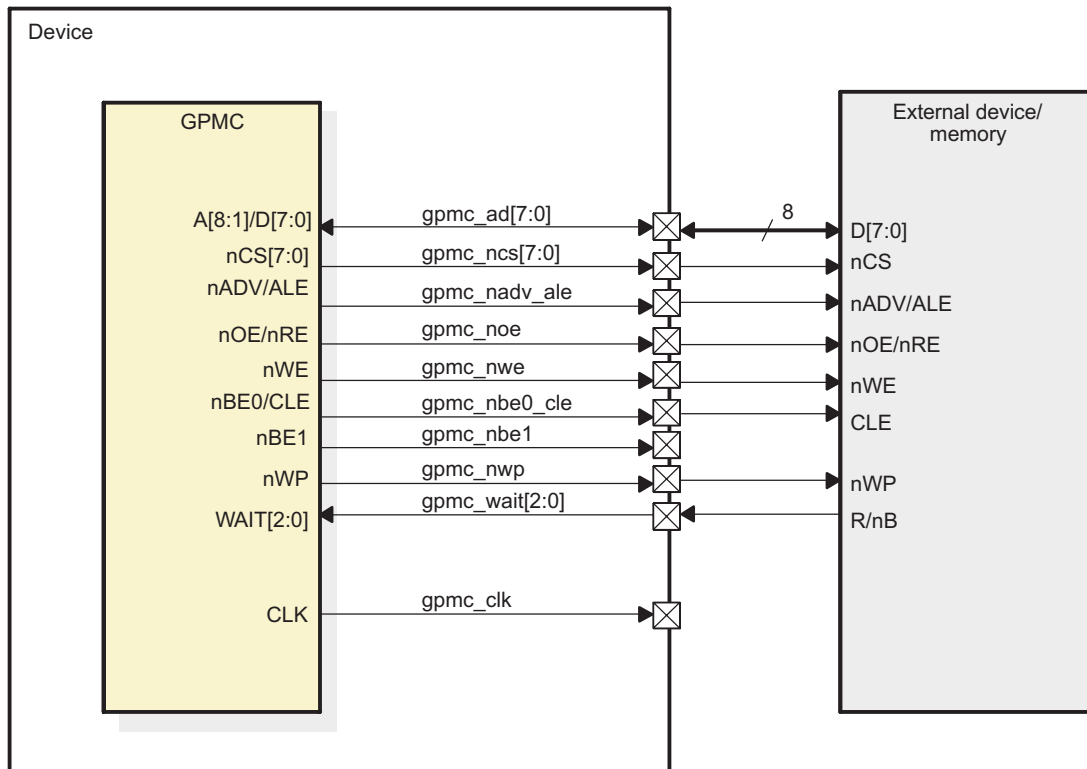 Device
GPMC
External device/
memory
A[8:1]/D[7:0]
gpmc_ad[7:0]
8
D[7:0]
nCS[7:0]
gpmc_ncs[7:0]
nCS
nADV/ALE
gpmc_nadv_ale
nADV/ALE
nOE/nRE
gpmc_noe
nOE/nRE
nWE
gpmc_nwe
nWE
nBE0/CLE
gpmc_nbe0_cle
CLE
nBE1
gpmc_nbe1
nWP
gpmc_nwp
nWP
WAIT[2:0]
gpmc_wait[2:0]
R/nB
CLK
gpmc_clk